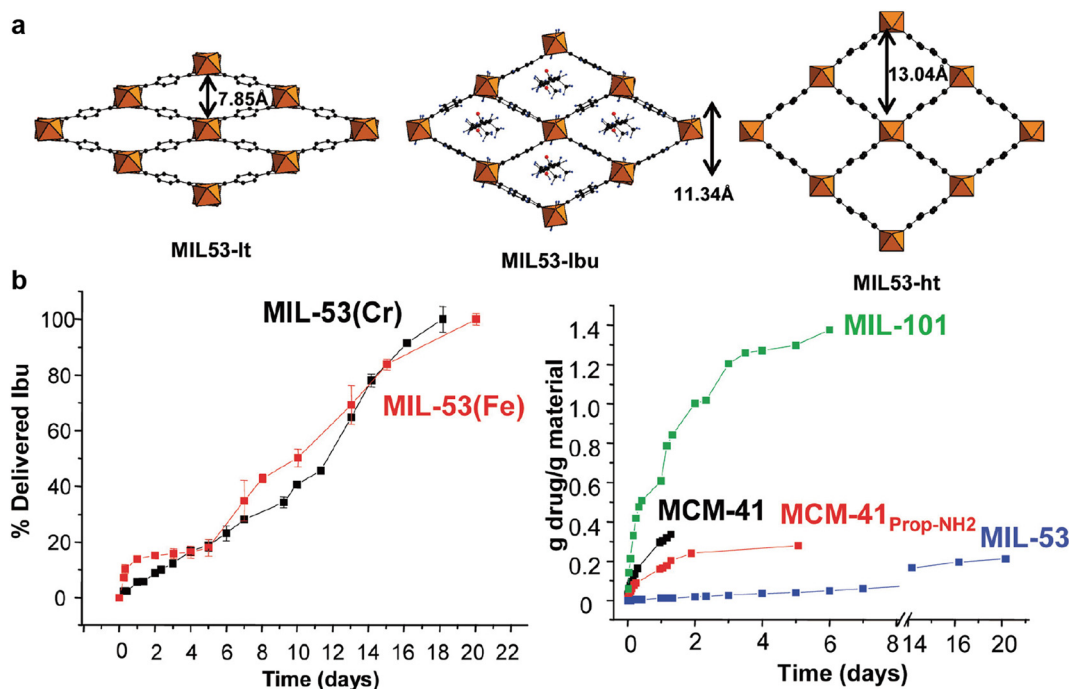 a
7.85Å
11.34Å
13.04Å
MIL53-lt
MIL53-Ibu
MIL53-ht
b
% Delivered Ibu
100
80
60
40
20
0
MIL-53(Cr)
MIL-53(Fe)
0 2 4 6 8 10 12 14 16 18 20 22
Time (days)
g drug/g material
1.4
1.2
1.0
0.8
0.6
0.4
0.2
0
MIL-101
MCM-41
MCM-41Prop-NH2
MIL-53
0 2 4 6 8 14 16 20
Time (days)